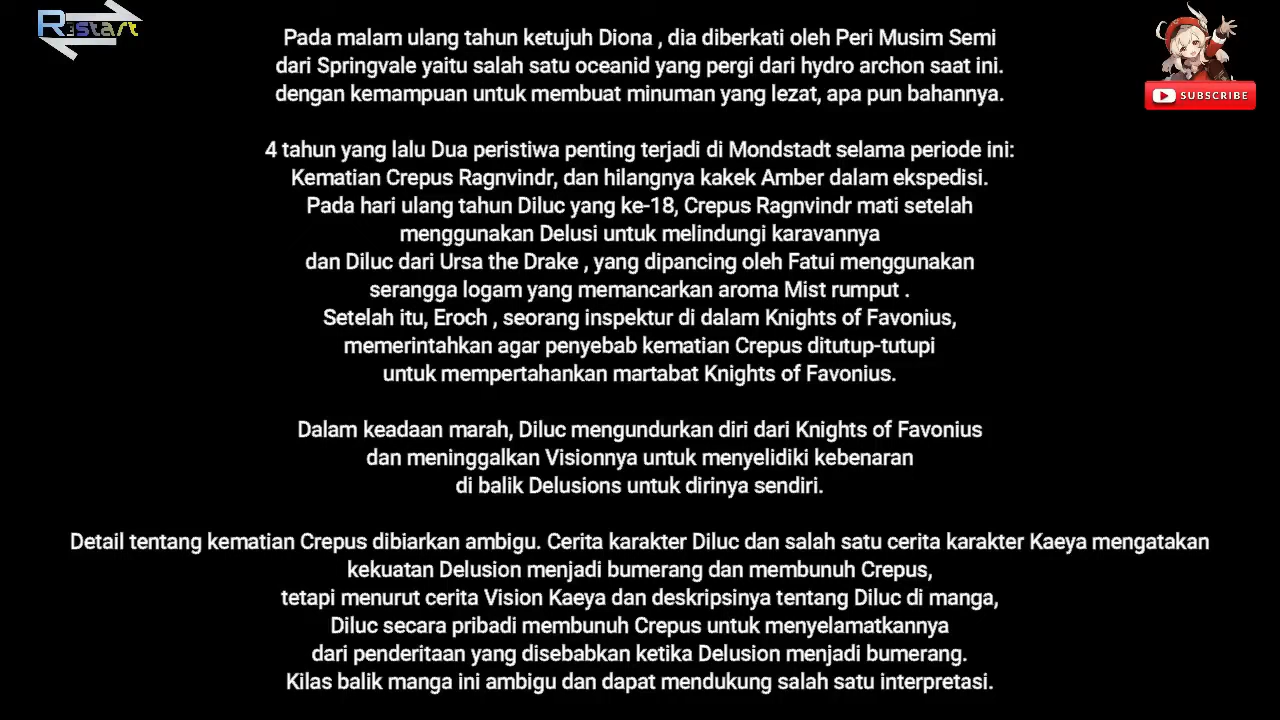 Restart
SUBSCRIBE
Pada malam ulang tahun ketujuh Diona , dia diberkati oleh Peri Musim Semi
dari Springvale yaitu salah satu oceanid yang pergi dari hydro archon saat ini.
dengan kemampuan untuk membuat minuman yang lezat, apa pun bahannya.
4 tahun yang lalu Dua peristiwa penting terjadi di Mondstadt selama periode ini:
Kematian Crepus Ragnvindr, dan hilangnya kakek Amber dalam ekspedisi.
Pada hari ulang tahun Diluc yang ke-18, Crepus Ragnvindr mati setelah
menggunakan Delusi untuk melindungi karavannya
dan Diluc dari Ursa the Drake , yang dipancing oleh Fatui menggunakan
serangga logam yang memancarkan aroma Mist rumput .
Setelah itu, Eroch , seorang inspektur di dalam Knights of Favonius,
memerintahkan agar penyebab kematian Crepus ditutup-tutupi
untuk mempertahankan martabat Knights of Favonius.
Dalam keadaan marah, Diluc mengundurkan diri dari Knights of Favonius
dan meninggalkan Visionnya untuk menyelidiki kebenaran
di balik Delusions untuk dirinya sendiri.
Detail tentang kematian Crepus dibiarkan ambigu. Cerita karakter Diluc dan salah satu cerita karakter Kaeya mengatakan
kekuatan Delusion menjadi bumerang dan membunuh Crepus,
tetapi menurut cerita Vision Kaeya dan deskripsinya tentang Diluc di manga,
Diluc secara pribadi membunuh Crepus untuk menyelamatkannya
dari penderitaan yang disebabkan ketika Delusion menjadi bumerang.
Kilas balik manga ini ambigu dan dapat mendukung salah satu interpretasi.